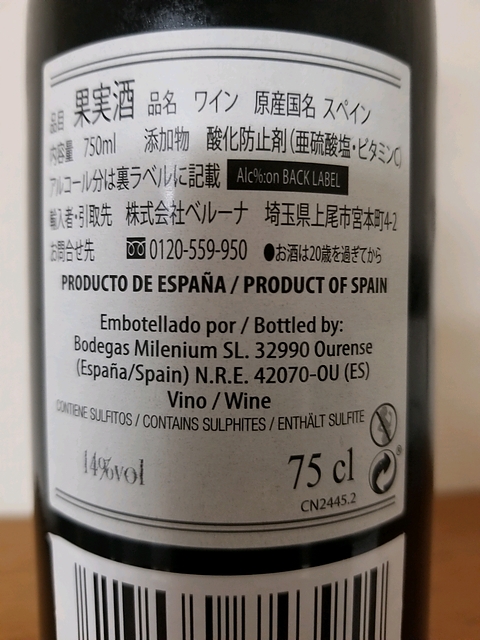 品目 果実酒 品名 ワイン 原産国名 スペイン
内容量 750ml 添加物 酸化防止剤(亜硫酸塩・ビタミンC)
アルコール分は裏ラベルに記載 Alc%:on BACK LABEL
輸入者・引取先 株式会社ベルーナ 埼玉県上尾市宮本町4-2
お問合せ先 0120-559-950 ●お酒は20歳を過ぎてから
PRODUCTO DE ESPAÑA / PRODUCT OF SPAIN
Embotellado por / Bottled by:
Bodegas Milenium SL. 32990 Ourense
(España/Spain) N.R.E. 42070-OU (ES)
Vino / Wine
CONTIENE SULFITOS / CONTAINS SULPHITES / ENTHÄLT SULFITE
14%vol 75 cl
CN2445.2